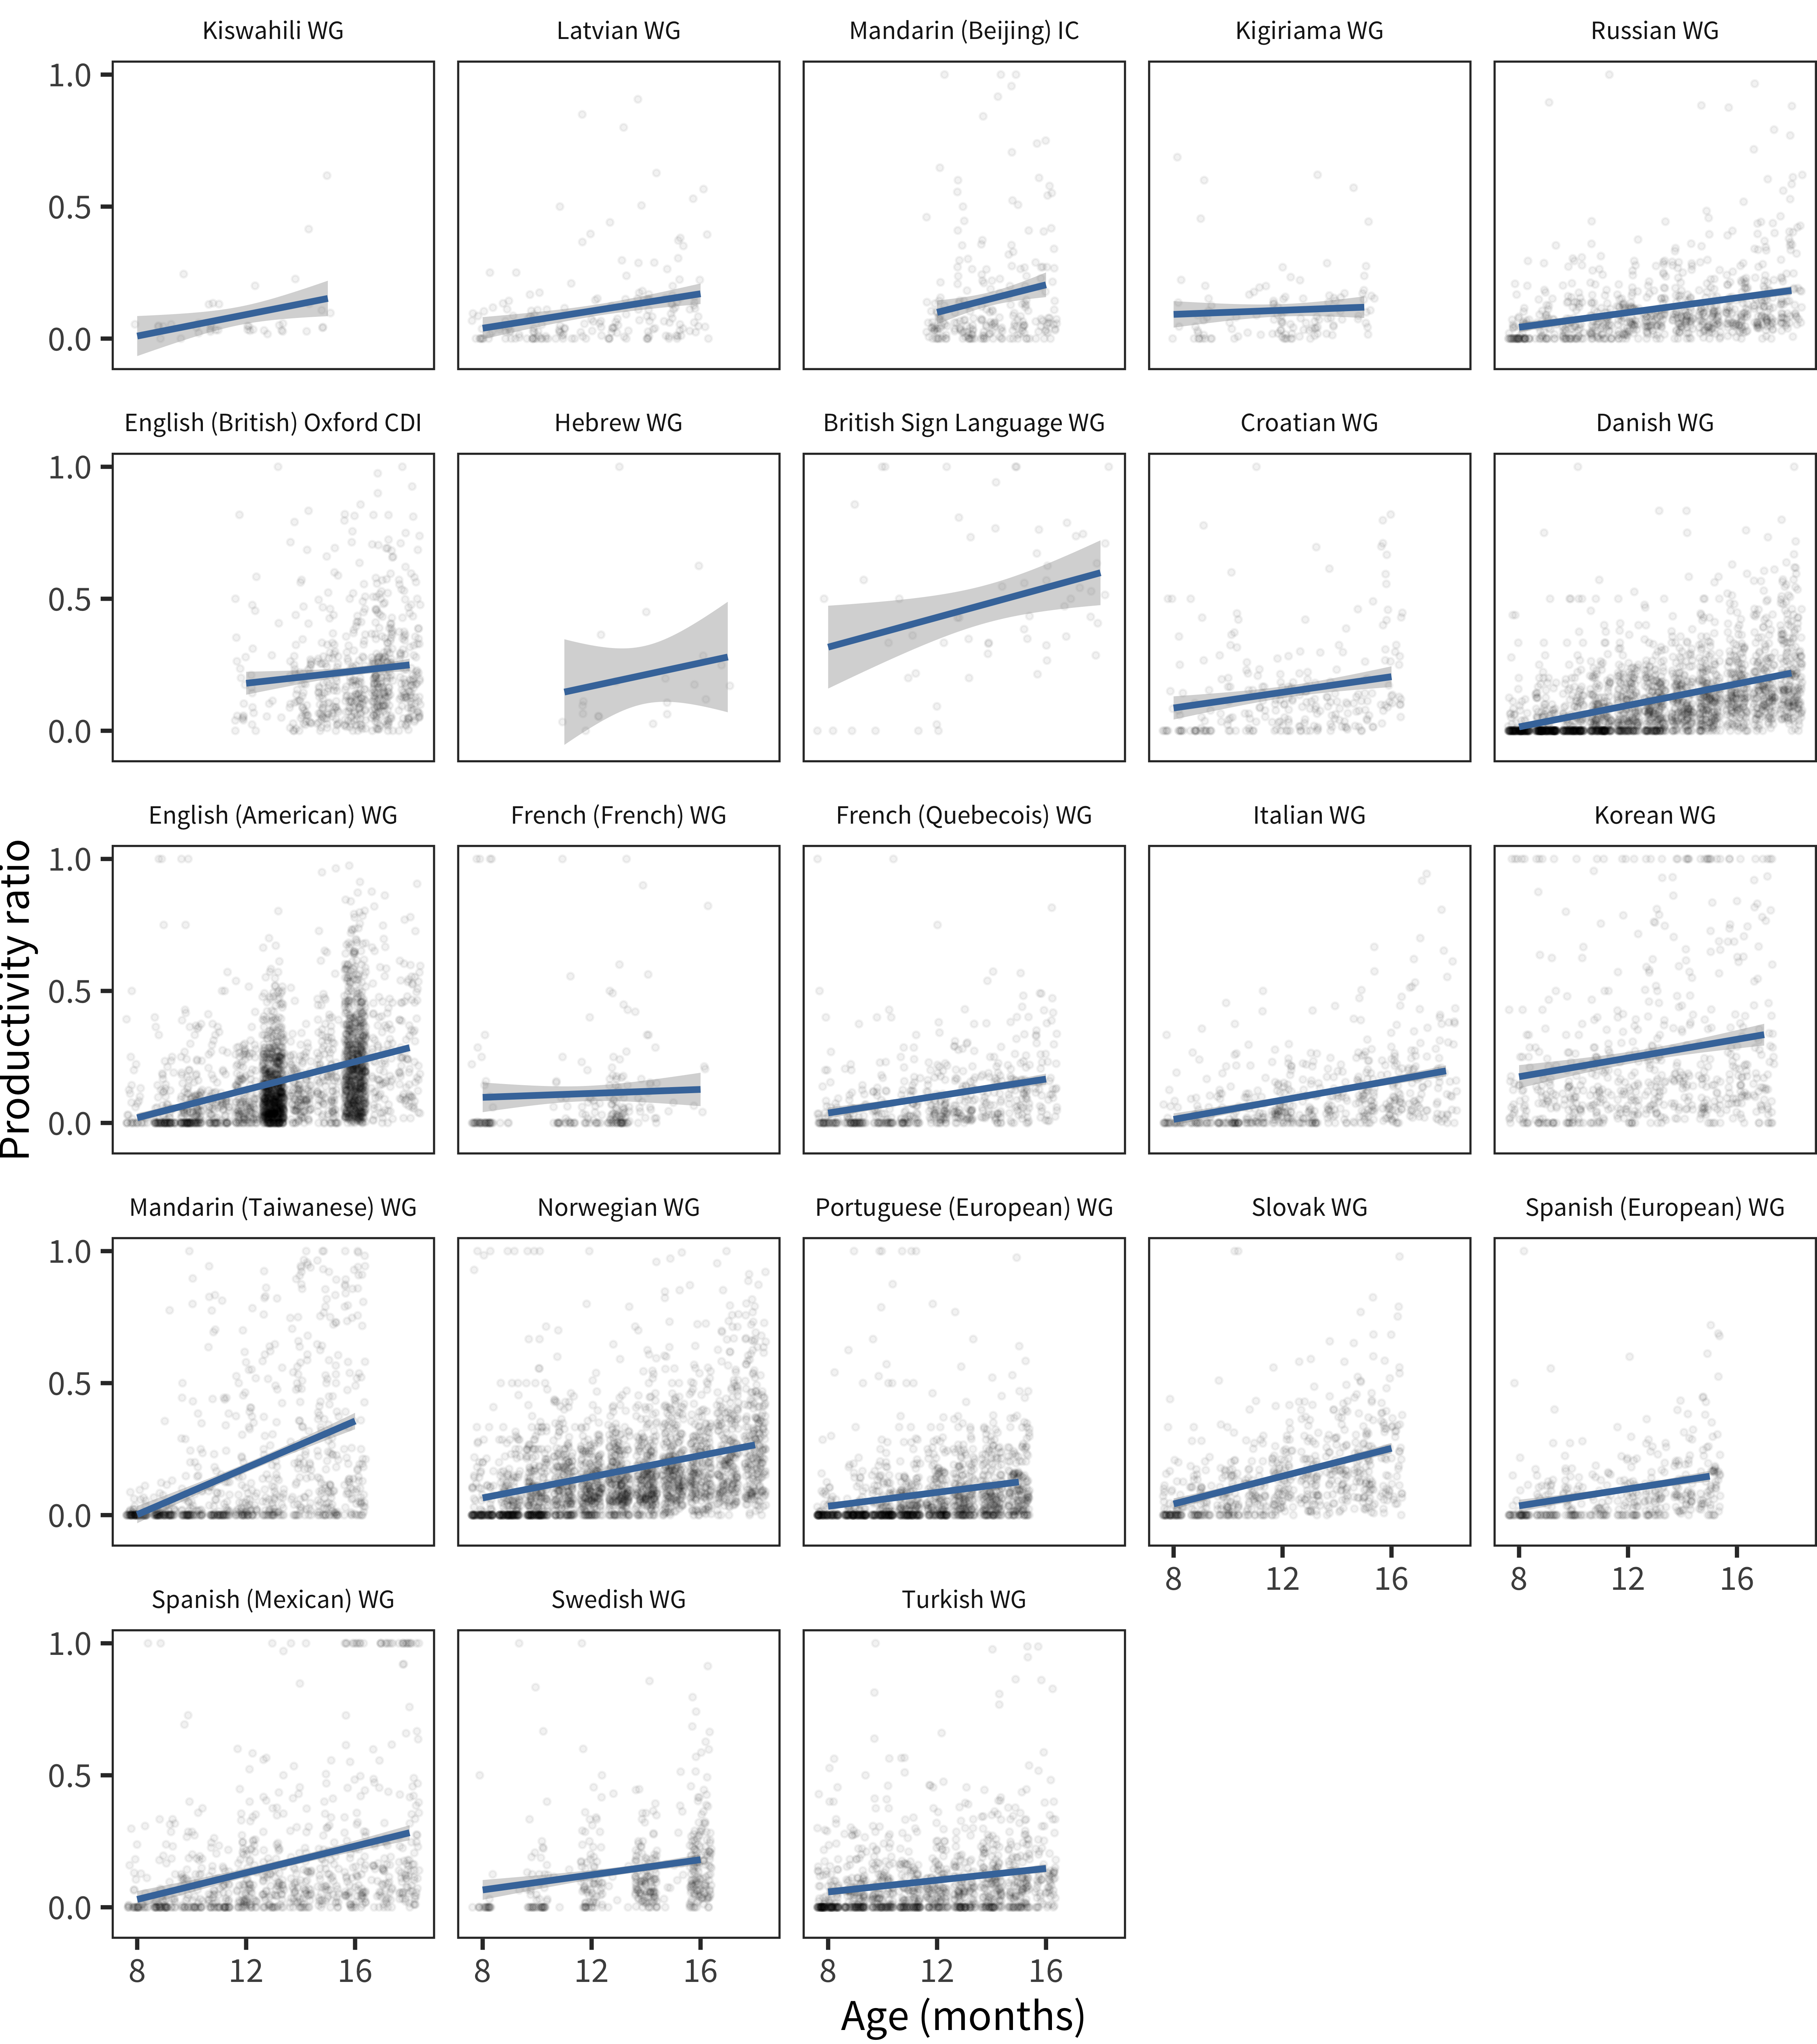 Kiswahili WG
Latvian WG
Mandarin (Beijing) IC
Kigiriama WG
Russian WG
1.0
0.5
0.0
English (British) Oxford CDI
Hebrew WG
British Sign Language WG
Croatian WG
Danish WG
1.0
0.5
0.0
English (American) WG
French (French) WG
French (Quebecois) WG
Italian WG
Korean WG
1.0
0.5
0.0
Productivity ratio
Mandarin (Taiwanese) WG
Norwegian WG
Portuguese (European) WG
Slovak WG
Spanish (European) WG
1.0
0.5
0.0
8 12 16
8 12 16
Spanish (Mexican) WG
Swedish WG
Turkish WG
1.0
0.5
0.0
8 12 16
8 12 16
8 12 16
Age (months)